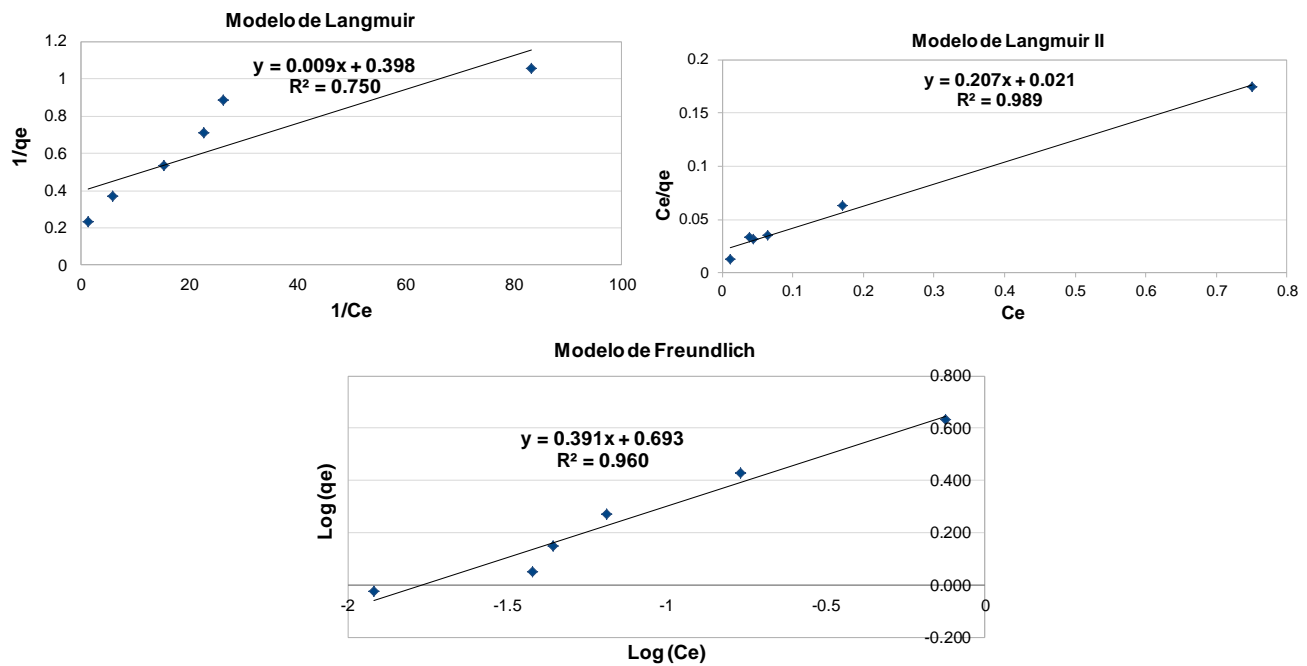 Modelo de Langmuir
y = 0.009x + 0.398
R² = 0.750
1/qe
1.2
1
0.8
0.6
0.4
0.2
0
0 20 40 60 80 100
1/Ce
Modelo de Langmuir II
y = 0.207x + 0.021
R² = 0.989
Ce/qe
0.2
0.15
0.1
0.05
0
0 0.1 0.2 0.3 0.4 0.5 0.6 0.7 0.8
Ce
Modelo de Freundlich
y = 0.391x + 0.693
R² = 0.960
Log (qe)
0.800
0.600
0.400
0.200
0.000
-0.200
-2 -1.5 -1 -0.5 0
Log (Ce)